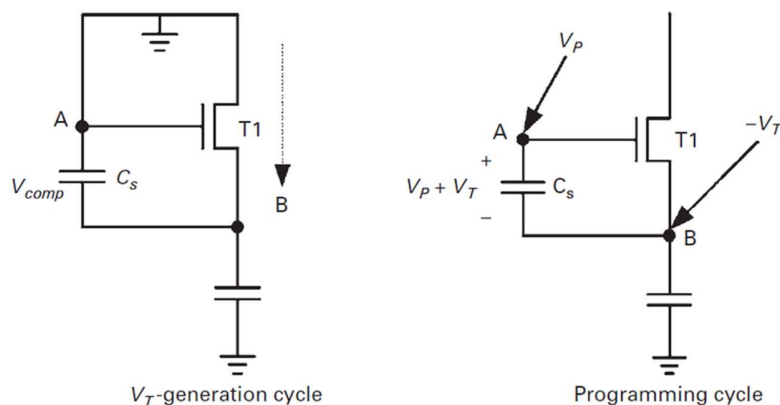 A
T1
V_comp
C_s
B
V_T-generation cycle
V_P
A
T1
−V_T
+
V_P + V_T
C_s
−
B
Programming cycle